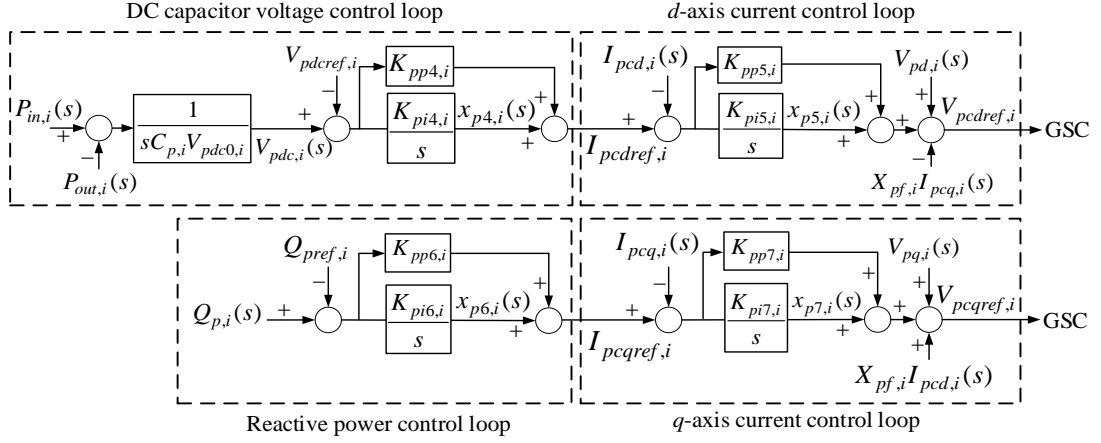 DC capacitor voltage control loop
d-axis current control loop
V_{pdcref,i}
K_{pp4,i}
I_{pcd,i}(s)
K_{pp5,i}
V_{pd,i}(s)
P_{in,i}(s)
+
−
1
sC_{p,i}V_{pdc0,i}
+
−
V_{pdc,i}(s)
K_{pi4,i}
s
x_{p4,i}(s)
+
+
I_{pcdref,i}
+
−
K_{pi5,i}
s
x_{p5,i}(s)
+
+
+
+
−
V_{pcdref,i}
GSC
P_{out,i}(s)
X_{pf,i}I_{pcq,i}(s)
Q_{pref,i}
K_{pp6,i}
I_{pcq,i}(s)
K_{pp7,i}
V_{pq,i}(s)
Q_{p,i}(s)
+
−
K_{pi6,i}
s
x_{p6,i}(s)
+
+
I_{pcqref,i}
+
−
K_{pi7,i}
s
x_{p7,i}(s)
+
+
+
+
+
V_{pcqref,i}
GSC
X_{pf,i}I_{pcd,i}(s)
Reactive power control loop
q-axis current control loop